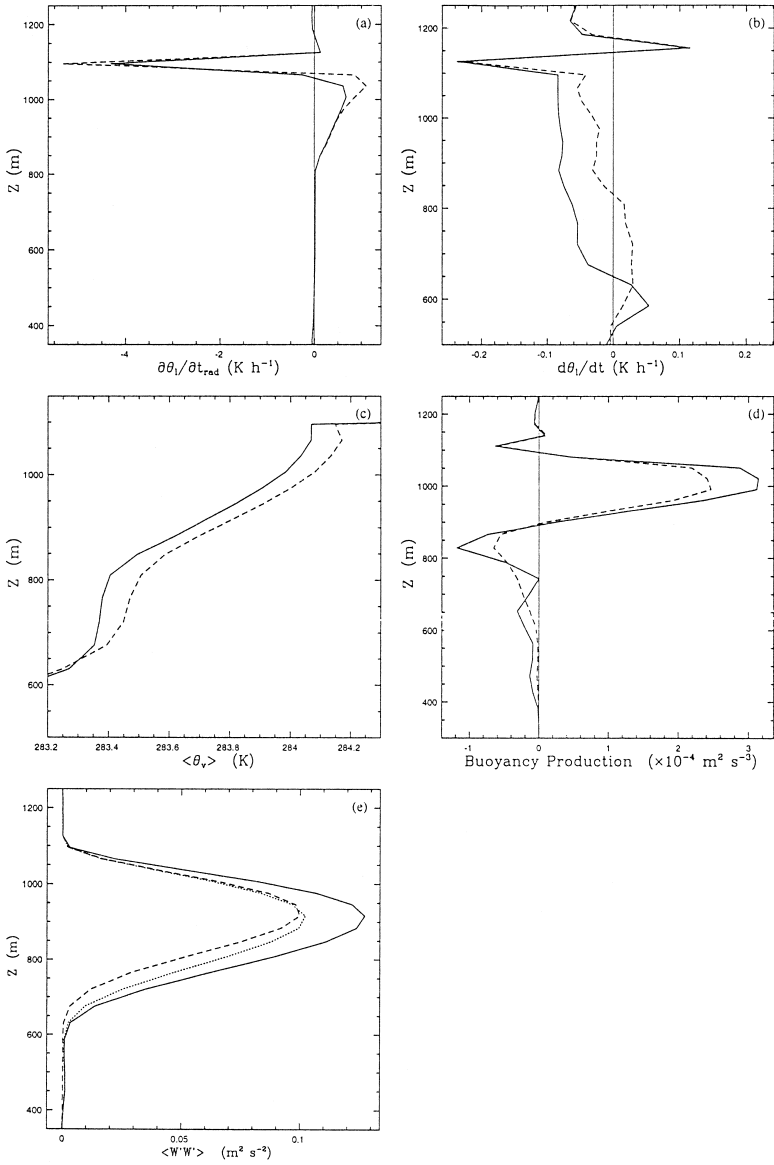 (a)
1200
1000
800
600
400
Z (m)
-4
-2
0
∂θl/∂t rad (K h⁻¹)
(b)
1200
1000
800
600
Z (m)
-0.2
-0.1
0
0.1
0.2
dθl/dt (K h⁻¹)
(c)
1000
800
600
Z (m)
283.2
283.4
283.6
283.8
284
284.2
<θv> (K)
(d)
1200
1000
800
600
400
Z (m)
-1
0
1
2
3
Buoyancy Production (×10⁻⁴ m² s⁻³)
(e)
1200
1000
800
600
400
Z (m)
0
0.05
0.1
<W'W'> (m² s⁻²)